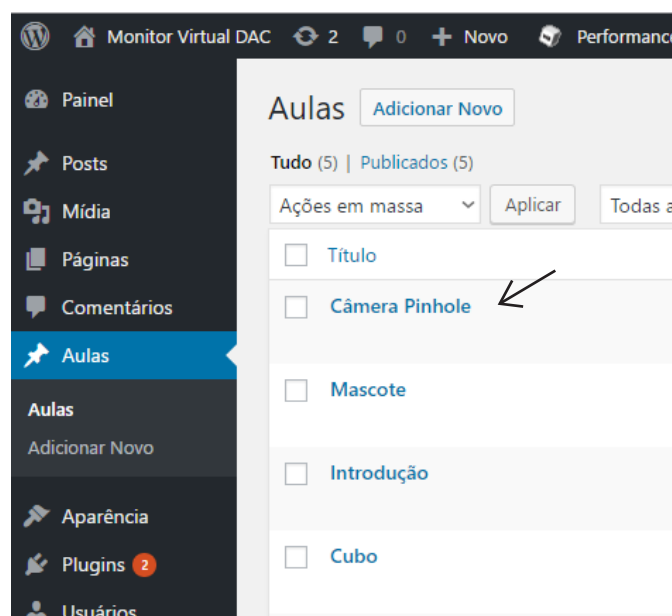 Monitor Virtual DAC 2 0 + Novo Performance
Painel
Posts
Mídia
Páginas
Comentários
Aulas
Aulas
Adicionar Novo
Aparência
Plugins 2
Usuários
Aulas Adicionar Novo
Tudo (5) | Publicados (5)
Ações em massa Aplicar Todas a
Título
Câmera Pinhole
Mascote
Introdução
Cubo